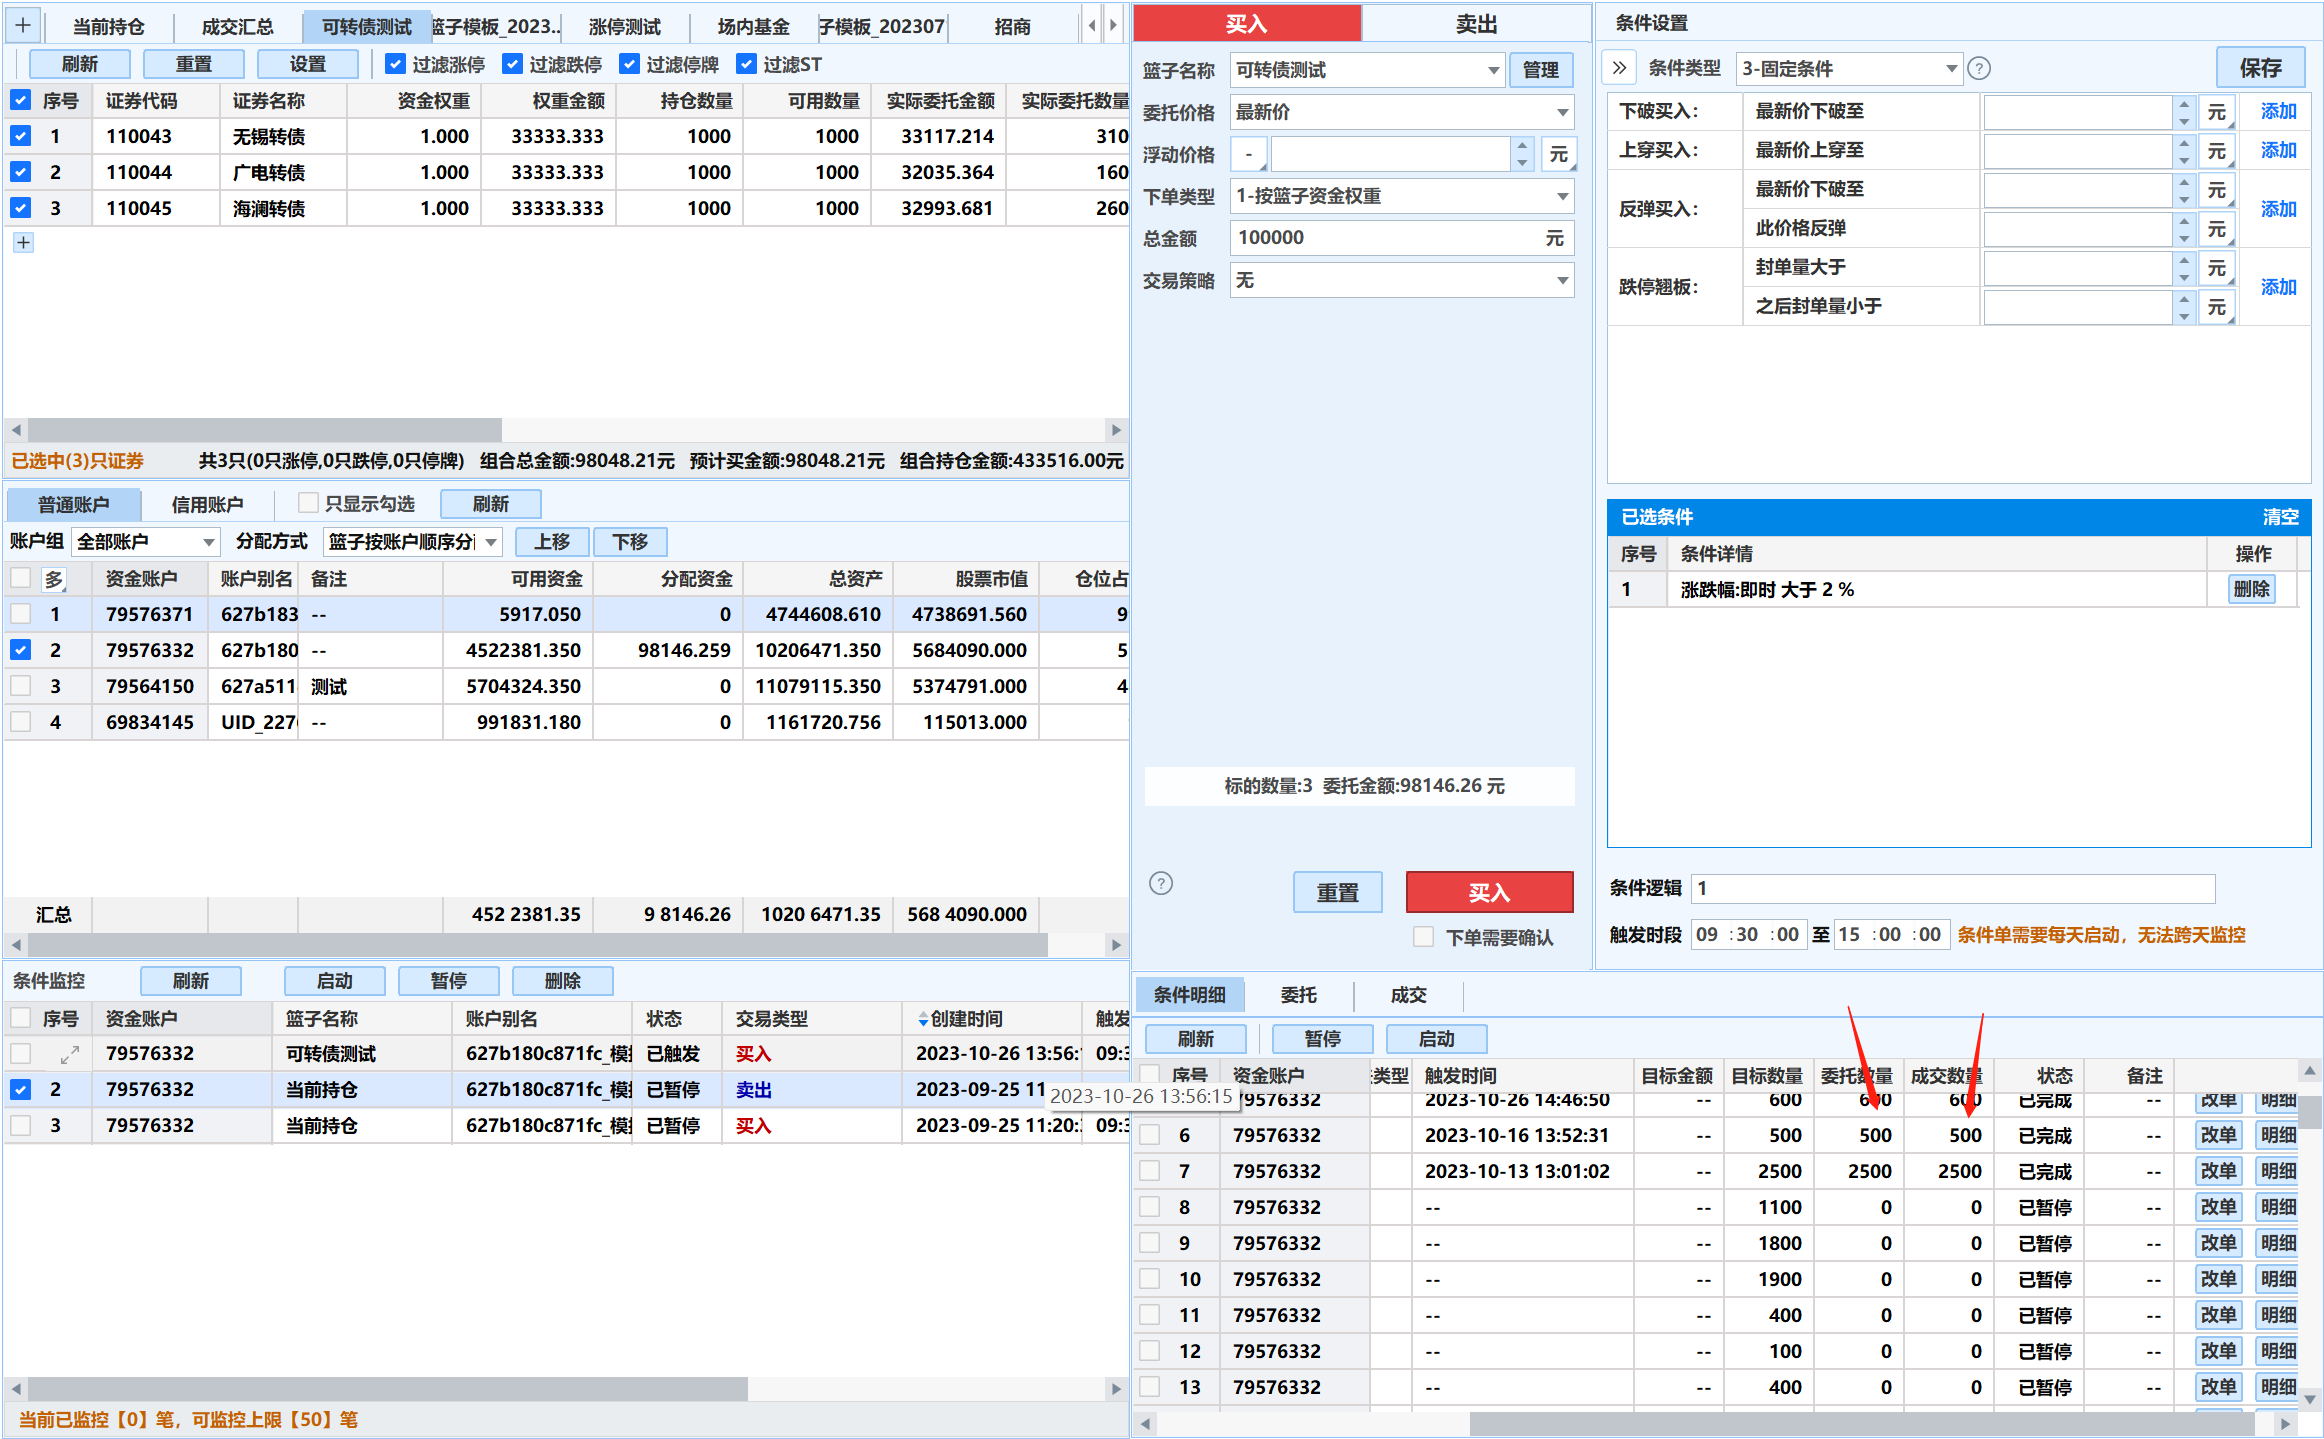 当前持仓 成交汇总 可转债测试 篮子模板_2023... 涨停测试 场内基金 子模板_202307 招商
刷新 重置 设置 过滤涨停 过滤跌停 过滤停牌 过滤ST
序号 证券代码 证券名称 资金权重 权重金额 持仓数量 可用数量 实际委托金额 实际委托数量
1 110043 无锡转债 1.000 33333.333 1000 1000 33117.214 310
2 110044 广电转债 1.000 33333.333 1000 1000 32035.364 160
3 110045 海澜转债 1.000 33333.333 1000 1000 32993.681 260
已选中(3)只证券 共3只(0只涨停,0只跌停,0只停牌) 组合总金额:98048.21元 预计买金额:98048.21元 组合持仓金额:433516.00元
普通账户 信用账户 只显示勾选 刷新
账户组 全部账户 分配方式 篮子按账户顺序分 上移 下移
多 资金账户 账户别名 备注 可用资金 分配资金 总资产 股票市值 仓位占
1 79576371 627b183 -- 5917.050 0 4744608.610 4738691.560 9
2 79576332 627b180 -- 4522381.350 98146.259 10206471.350 5684090.000 5
3 79564150 627a511 测试 5704324.350 0 11079115.350 5374791.000 4
4 69834145 UID_227 -- 991831.180 0 1161720.756 115013.000
汇总 452 2381.35 9 8146.26 1020 6471.35 568 4090.000
条件监控 刷新 启动 暂停 删除
序号 资金账户 篮子名称 账户别名 状态 交易类型 创建时间 触发
79576332 可转债测试 627b180c871fc_模 已触发 买入 2023-10-26 13:56: 09:3
2 79576332 当前持仓 627b180c871fc_模 已暂停 卖出 2023-09-25 11
2023-10-26 13:56:15
3 79576332 当前持仓 627b180c871fc_模 已暂停 买入 2023-09-25 11:20: 09:3
当前已监控【0】笔，可监控上限【50】笔
买入 卖出
篮子名称 可转债测试 管理
委托价格 最新价
浮动价格 - 元
下单类型 1-按篮子资金权重
总金额 100000 元
交易策略 无
标的数量:3 委托金额:98146.26 元
? 重置 买入
下单需要确认
条件设置
条件类型 3-固定条件 ? 保存
下破买入: 最新价下破至 元 添加
上穿买入: 最新价上穿至 元 添加
反弹买入: 最新价下破至 元 添加
此价格反弹 元
跌停翘板: 封单量大于 元 添加
之后封单量小于 元
已选条件 清空
序号 条件详情 操作
1 涨跌幅:即时 大于 2 % 删除
条件逻辑 1
触发时段 09 :30 :00 至 15 :00 :00 条件单需要每天启动，无法跨天监控
条件明细 委托 成交
刷新 暂停 启动
序号 资金账户 类型 触发时间 目标金额 目标数量 委托数量 成交数量 状态 备注
79576332 2023-10-26 14:46:50 -- 600 600 600 已完成 -- 改单 明细
6 79576332 2023-10-16 13:52:31 -- 500 500 500 已完成 -- 改单 明细
7 79576332 2023-10-13 13:01:02 -- 2500 2500 2500 已完成 -- 改单 明细
8 79576332 -- -- 1100 0 0 已暂停 -- 改单 明细
9 79576332 -- -- 1800 0 0 已暂停 -- 改单 明细
10 79576332 -- -- 1900 0 0 已暂停 -- 改单 明细
11 79576332 -- -- 400 0 0 已暂停 -- 改单 明细
12 79576332 -- -- 100 0 0 已暂停 -- 改单 明细
13 79576332 -- -- 400 0 0 已暂停 -- 改单 明细